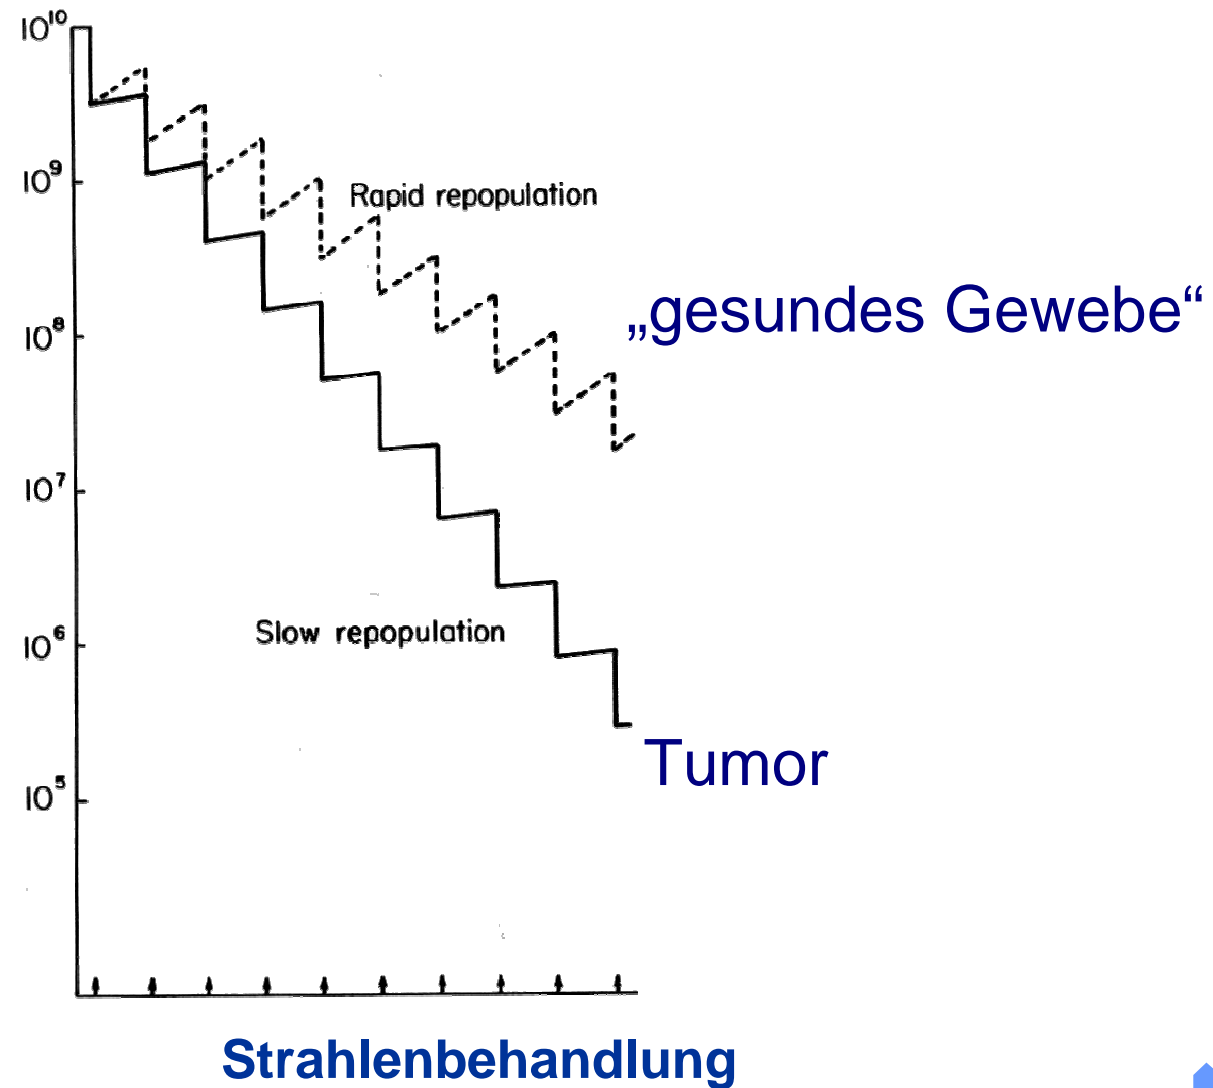 10¹⁰
10⁹
Rapid repopulation
„gesundes Gewebe“
10⁸
10⁷
10⁶
Slow repopulation
Tumor
10⁵
Strahlenbehandlung